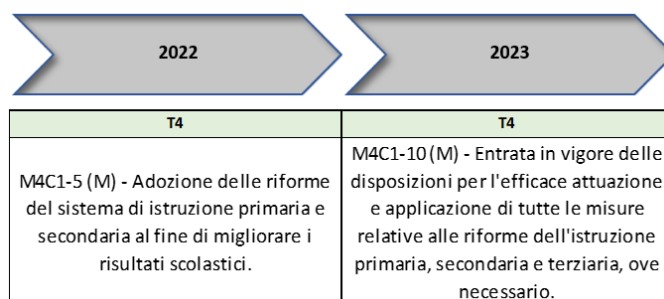 2022
2023
T4
T4
M4C1-5 (M) - Adozione delle riforme
del sistema di istruzione primaria e
secondaria al fine di migliorare i
risultati scolastici.
M4C1-10 (M) - Entrata in vigore delle
disposizioni per l'efficace attuazione
e applicazione di tutte le misure
relative alle riforme dell'istruzione
primaria, secondaria e terziaria, ove
necessario.